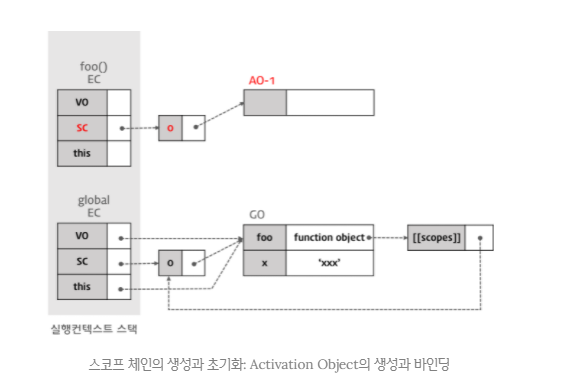 foo()
EC
VO
SC
this
0
AO-1
global
EC
VO
SC
this
0
GO
foo function object
x 'xxx'
[[scopes]]
실행컨텍스트 스택
스코프 체인의 생성과 초기화: Activation Object의 생성과 바인딩